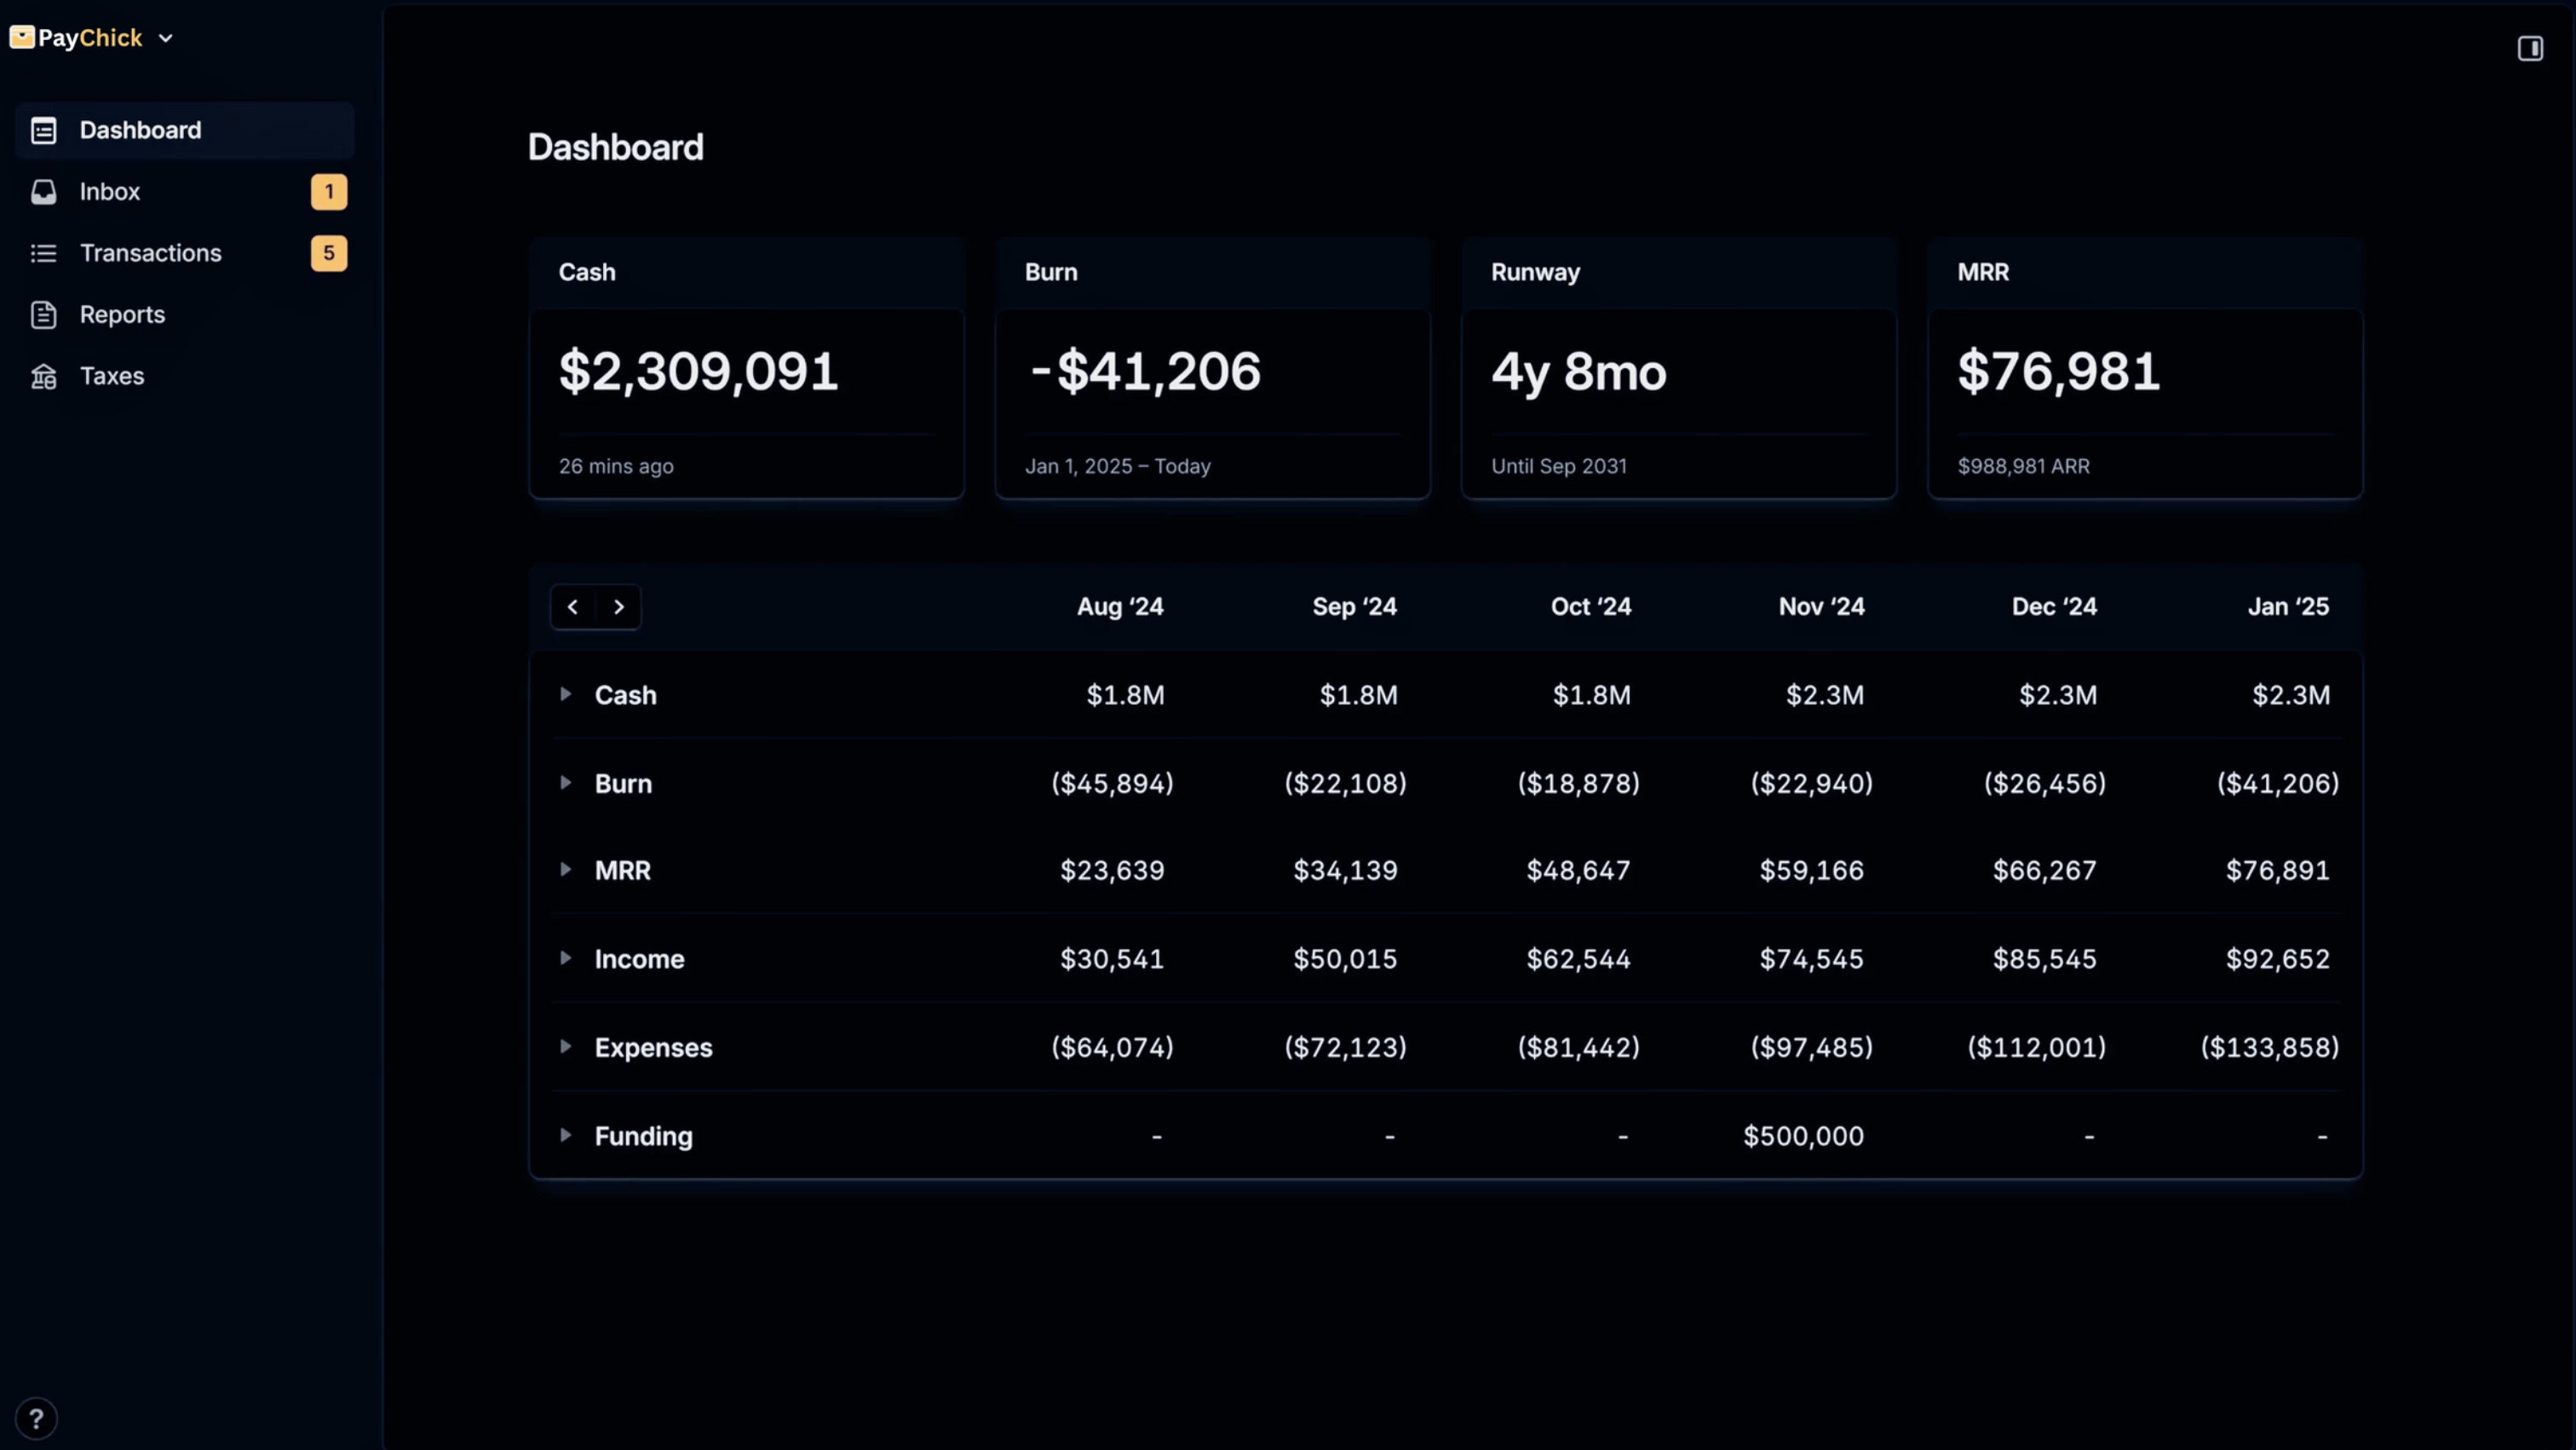 PayChick
Dashboard
Inbox 1
Transactions 5
Reports
Taxes
?
Dashboard
Cash
$2,309,091
26 mins ago
Burn
-$41,206
Jan 1, 2025 – Today
Runway
4y 8mo
Until Sep 2031
MRR
$76,981
$988,981 ARR
Aug ‘24 Sep ‘24 Oct ‘24 Nov ‘24 Dec ‘24 Jan ‘25
Cash $1.8M $1.8M $1.8M $2.3M $2.3M $2.3M
Burn ($45,894) ($22,108) ($18,878) ($22,940) ($26,456) ($41,206)
MRR $23,639 $34,139 $48,647 $59,166 $66,267 $76,891
Income $30,541 $50,015 $62,544 $74,545 $85,545 $92,652
Expenses ($64,074) ($72,123) ($81,442) ($97,485) ($112,001) ($133,858)
Funding - - - $500,000 - -